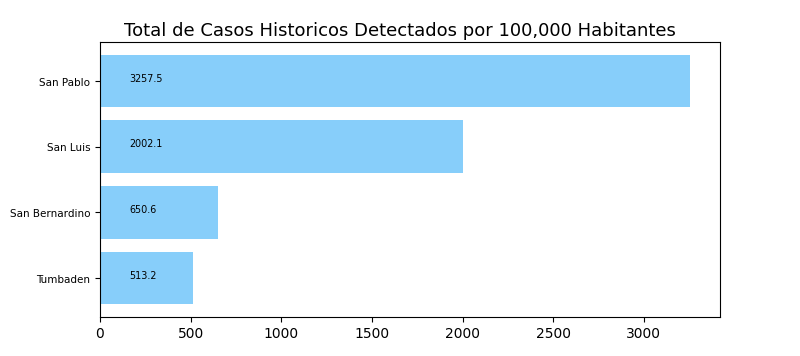 Total de Casos Historicos Detectados por 100,000 Habitantes
San Pablo 3257.5
San Luis 2002.1
San Bernardino 650.6
Tumbaden 513.2
0 500 1000 1500 2000 2500 3000